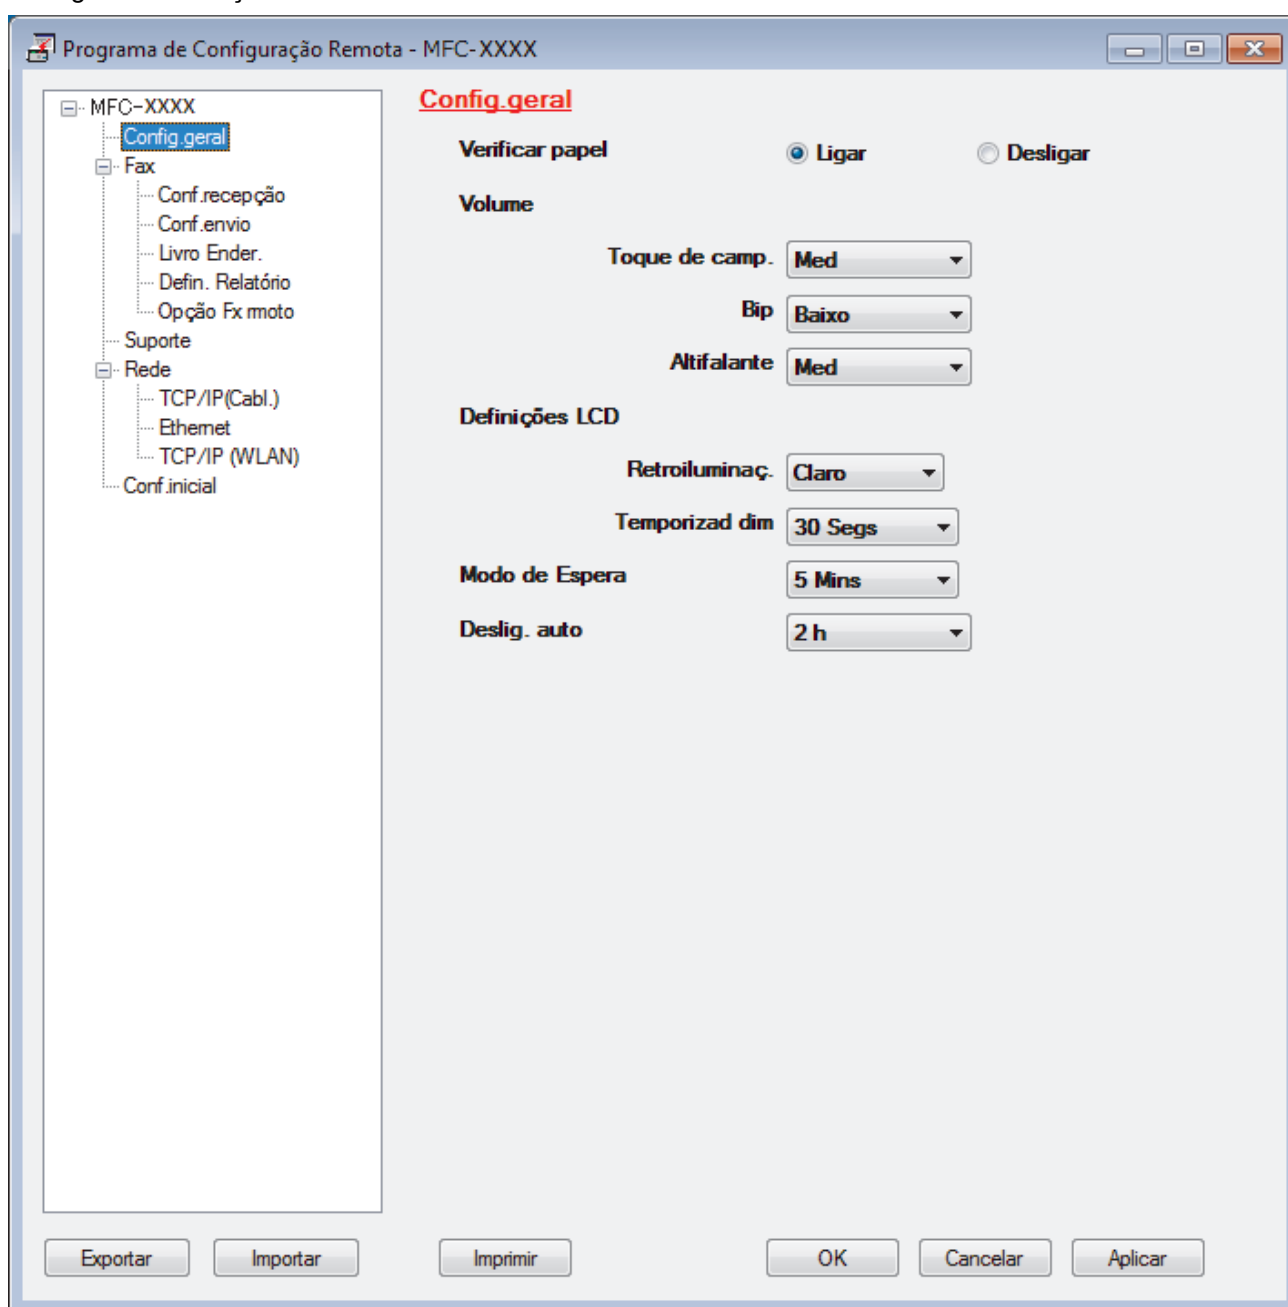 Programa de Configuração Remota - MFC-XXXX
MFC-XXXX
Config.geral
Fax
Conf.recepção
Conf.envio
Livro Ender.
Defin. Relatório
Opção Fx rmoto
Suporte
Rede
TCP/IP(Cabl.)
Ethernet
TCP/IP (WLAN)
Conf.inicial
Config.geral
Verificar papel Ligar Desligar
Volume
Toque de camp. Med
Bip Baixo
Altifalante Med
Definições LCD
Retroiluminaç. Claro
Temporizad dim 30 Segs
Modo de Espera 5 Mins
Deslig. auto 2 h
Exportar Importar Imprimir OK Cancelar Aplicar